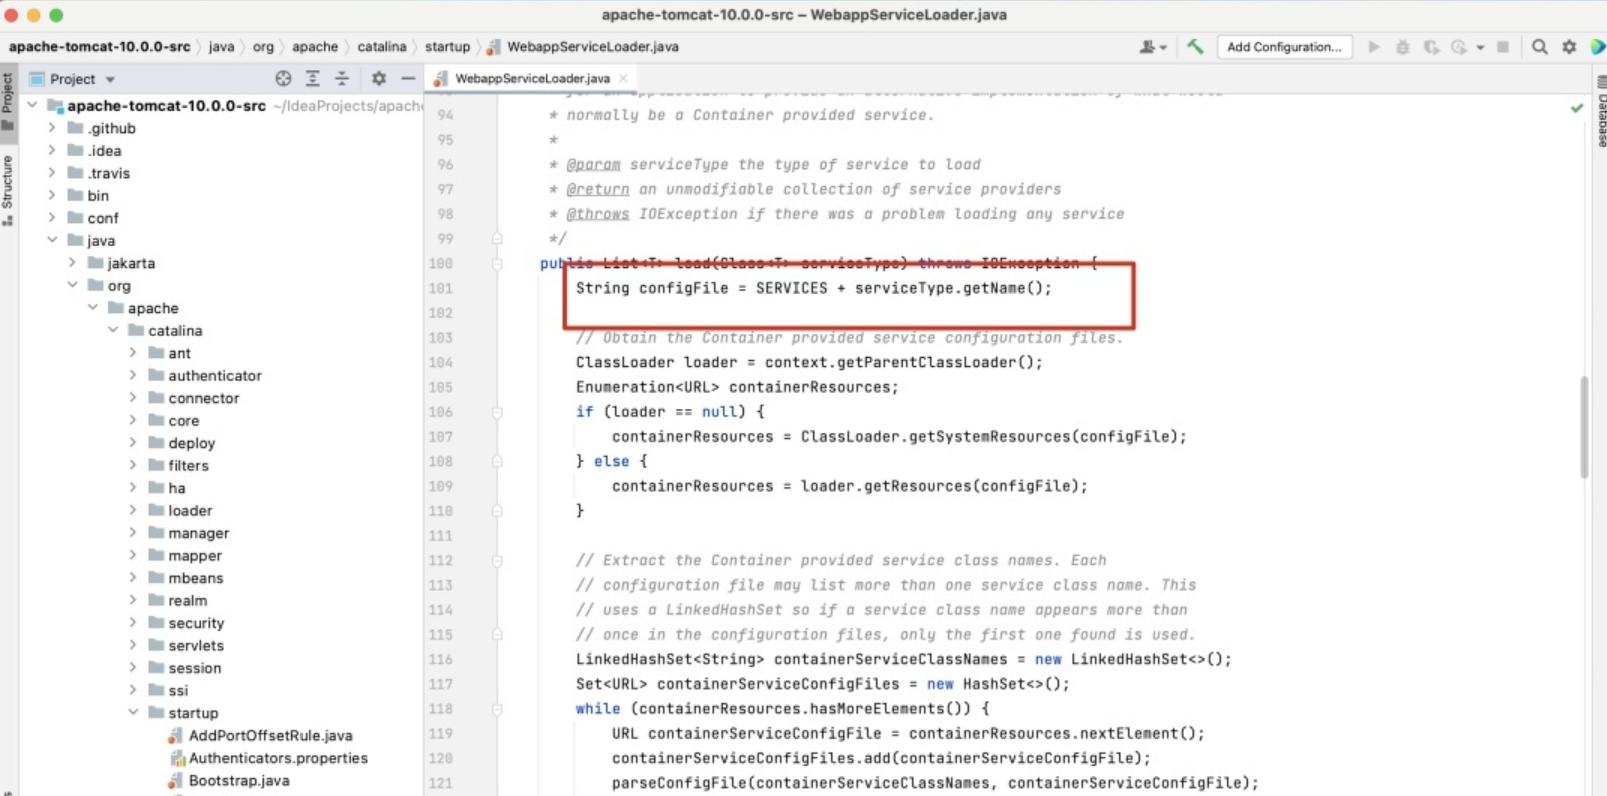 apache-tomcat-10.0.0-src – WebappServiceLoader.java
apache-tomcat-10.0.0-src java org apache catalina startup WebappServiceLoader.java
Add Configuration...
Project
WebappServiceLoader.java
Project
Structure
Database
apache-tomcat-10.0.0-src ~/IdeaProjects/apache
.github
.idea
.travis
bin
conf
java
jakarta
org
apache
catalina
ant
authenticator
connector
core
deploy
filters
ha
loader
manager
mapper
mbeans
realm
security
servlets
session
ssi
startup
AddPortOffsetRule.java
Authenticators.properties
Bootstrap.java
94 * normally be a Container provided service.
95 *
96 * @param serviceType the type of service to load
97 * @return an unmodifiable collection of service providers
98 * @throws IOException if there was a problem loading any service
99 */
100 public List<T> load(Class<T> serviceType) throws IOException {
101 String configFile = SERVICES + serviceType.getName();
102
103 // Obtain the Container provided service configuration files.
104 ClassLoader loader = context.getParentClassLoader();
105 Enumeration<URL> containerResources;
106 if (loader == null) {
107 containerResources = ClassLoader.getSystemResources(configFile);
108 } else {
109 containerResources = loader.getResources(configFile);
110 }
111
112 // Extract the Container provided service class names. Each
113 // configuration file may list more than one service class name. This
114 // uses a LinkedHashSet so if a service class name appears more than
115 // once in the configuration files, only the first one found is used.
116 LinkedHashSet<String> containerServiceClassNames = new LinkedHashSet<>();
117 Set<URL> containerServiceConfigFiles = new HashSet<>();
118 while (containerResources.hasMoreElements()) {
119 URL containerServiceConfigFile = containerResources.nextElement();
120 containerServiceConfigFiles.add(containerServiceConfigFile);
121 parseConfigFile(containerServiceClassNames, containerServiceConfigFile);